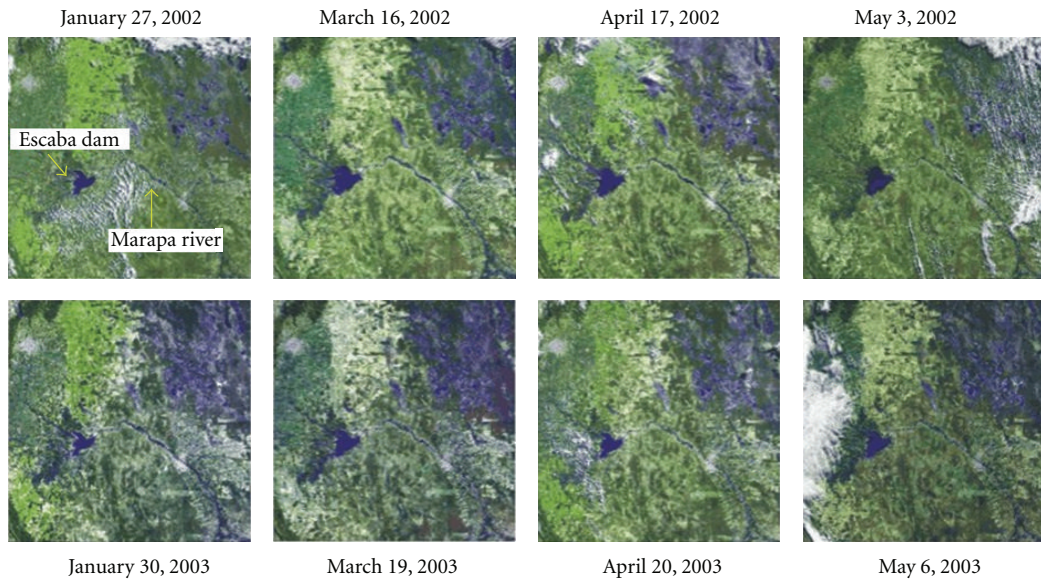 January 27, 2002
March 16, 2002
April 17, 2002
May 3, 2002
Escaba dam
Marapa river
January 30, 2003
March 19, 2003
April 20, 2003
May 6, 2003